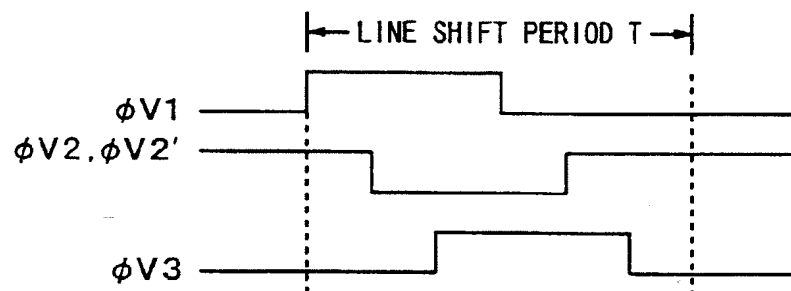 LINE SHIFT PERIOD T
φV1
φV2,φV2'
φV3